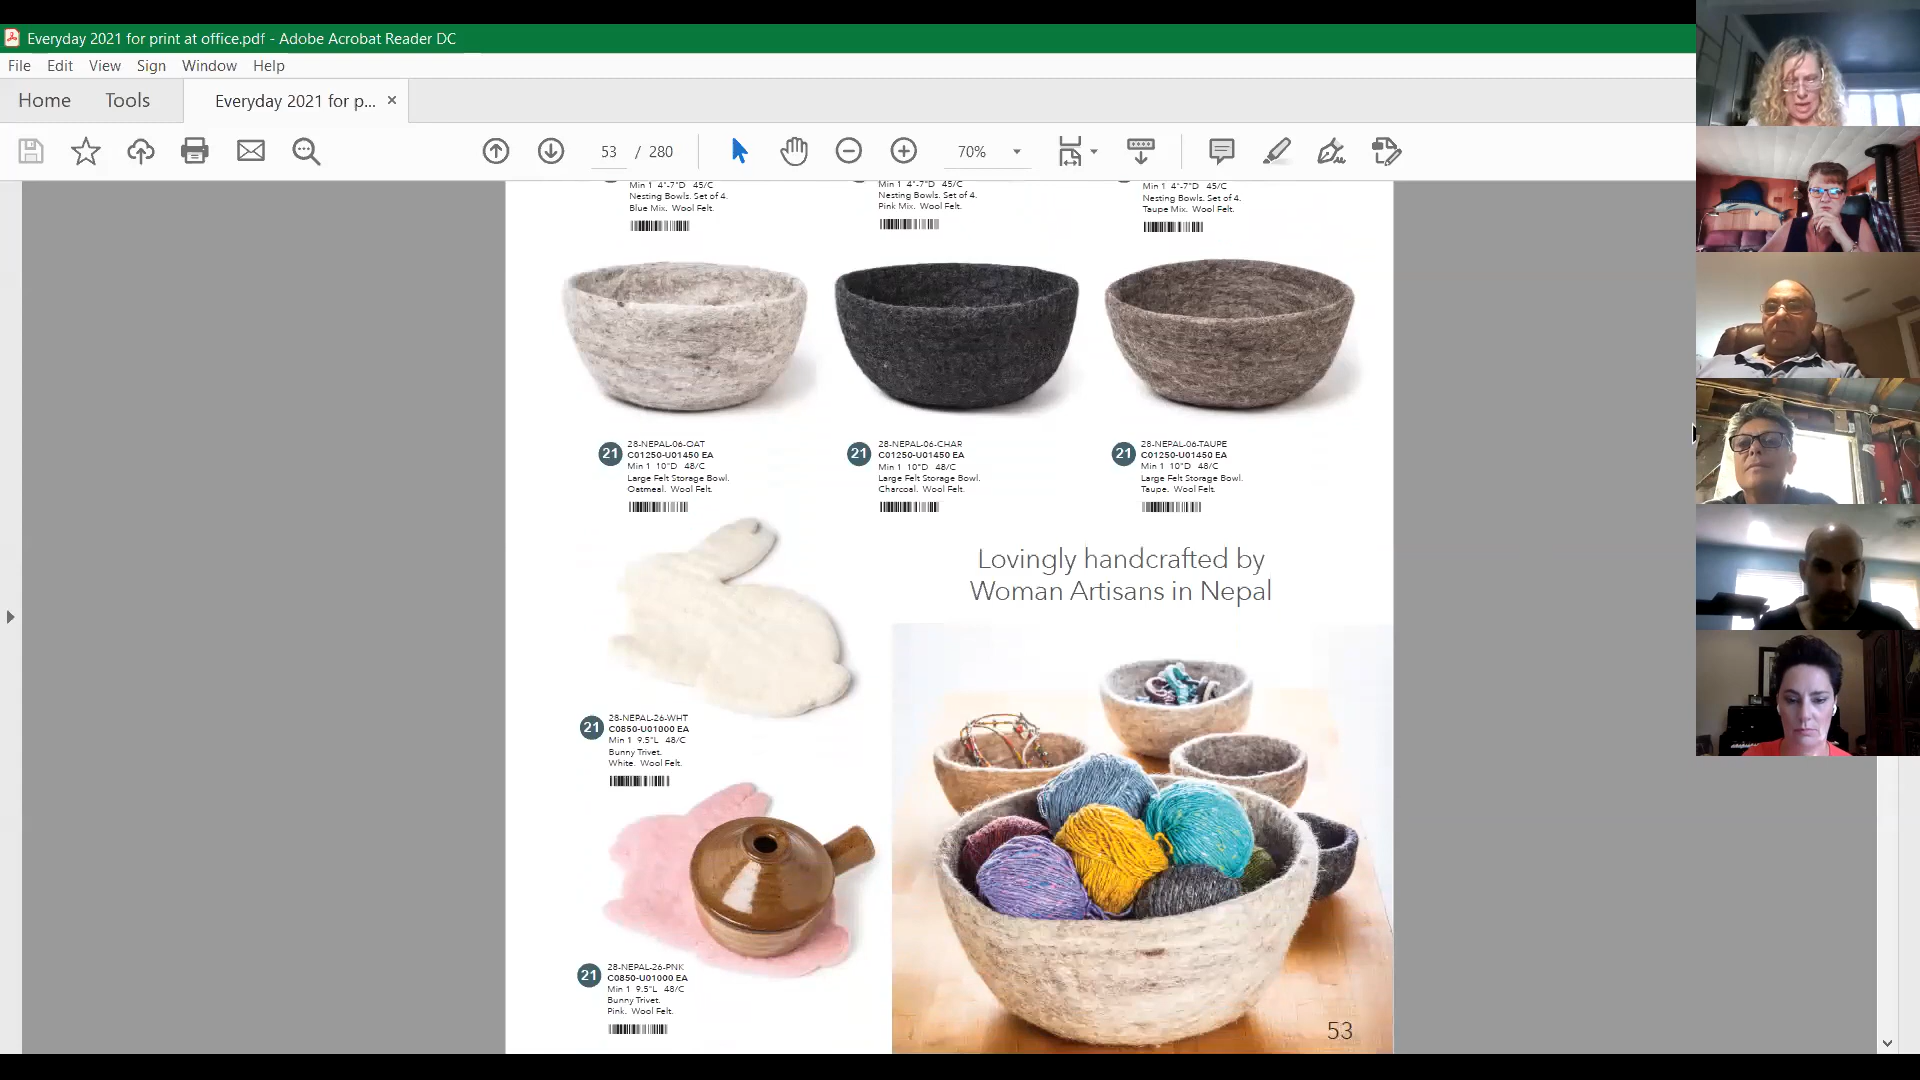 Everyday 2021 for print at office.pdf - Adobe Acrobat Reader DC
File Edit View Sign Window Help
Home Tools Everyday 2021 for p... ×
53 / 280 70%
Min 1 4"-7"D 45/C
Nesting Bowls. Set of 4.
Blue Mix. Wool Felt.
Min 1 4"-7"D 45/C
Nesting Bowls. Set of 4.
Pink Mix. Wool Felt.
Min 1 4"-7"D 45/C
Nesting Bowls. Set of 4.
Taupe Mix. Wool Felt.
21
28-NEPAL-06-OAT
C01250-U01450 EA
Min 1 10"D 48/C
Large Felt Storage Bowl.
Oatmeal. Wool Felt.
21
28-NEPAL-06-CHAR
C01250-U01450 EA
Min 1 10"D 48/C
Large Felt Storage Bowl.
Charcoal. Wool Felt.
21
28-NEPAL-06-TAUPE
C01250-U01450 EA
Min 1 10"D 48/C
Large Felt Storage Bowl.
Taupe. Wool Felt.
Lovingly handcrafted by
Woman Artisans in Nepal
21
28-NEPAL-26-WHT
C0850-U01000 EA
Min 1 9.5"L 48/C
Bunny Trivet.
White. Wool Felt.
21
28-NEPAL-26-PNK
C0850-U01000 EA
Min 1 9.5"L 48/C
Bunny Trivet.
Pink. Wool Felt.
53